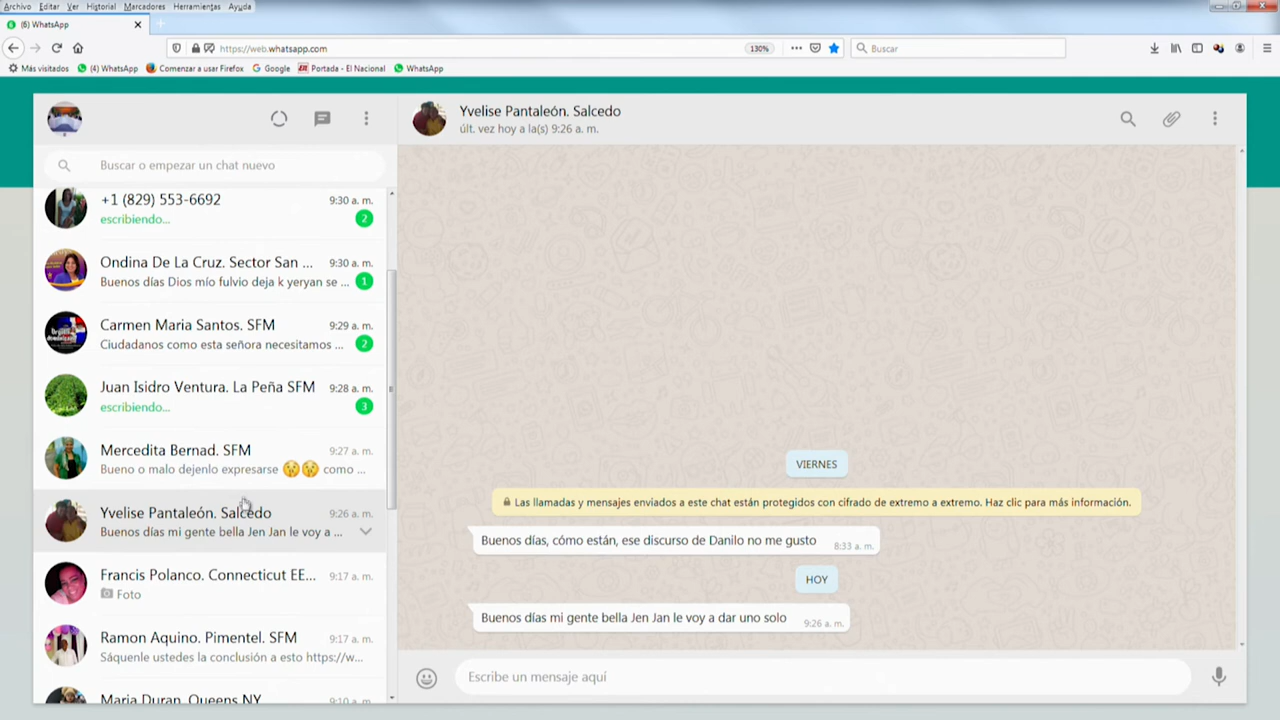 Archivo Editar Ver Historial Marcadores Herramientas Ayuda
(6) WhatsApp
https://web.whatsapp.com
130%
Buscar
Más visitados
(4) WhatsApp
Comenzar a usar Firefox
Google
Portada - El Nacional
WhatsApp
Buscar o empezar un chat nuevo
+1 (829) 553-6692 9:30 a. m.
escribiendo... 2
Ondina De La Cruz. Sector San ... 9:30 a. m.
Buenos días Dios mío fulvio deja k yeryan se ... 1
Carmen Maria Santos. SFM 9:29 a. m.
Ciudadanos como esta señora necesitamos ... 2
Juan Isidro Ventura. La Peña SFM 9:28 a. m.
escribiendo... 3
Mercedita Bernad. SFM 9:27 a. m.
Bueno o malo dejenlo expresarse 🤫🤫 como ...
Yvelise Pantaleón. Salcedo 9:26 a. m.
Buenos días mi gente bella Jen Jan le voy a ...
Francis Polanco. Connecticut EE... 9:17 a. m.
Foto
Ramon Aquino. Pimentel. SFM 9:17 a. m.
Sáquenle ustedes la conclusión a esto https://w...
Maria Duran. Queens NY 9:10 a. m.
Yvelise Pantaleón. Salcedo
últ. vez hoy a la(s) 9:26 a. m.
VIERNES
Las llamadas y mensajes enviados a este chat están protegidos con cifrado de extremo a extremo. Haz clic para más información.
Buenos días, cómo están, ese discurso de Danilo no me gusto 8:33 a. m.
HOY
Buenos días mi gente bella Jen Jan le voy a dar uno solo 9:26 a. m.
Escribe un mensaje aquí